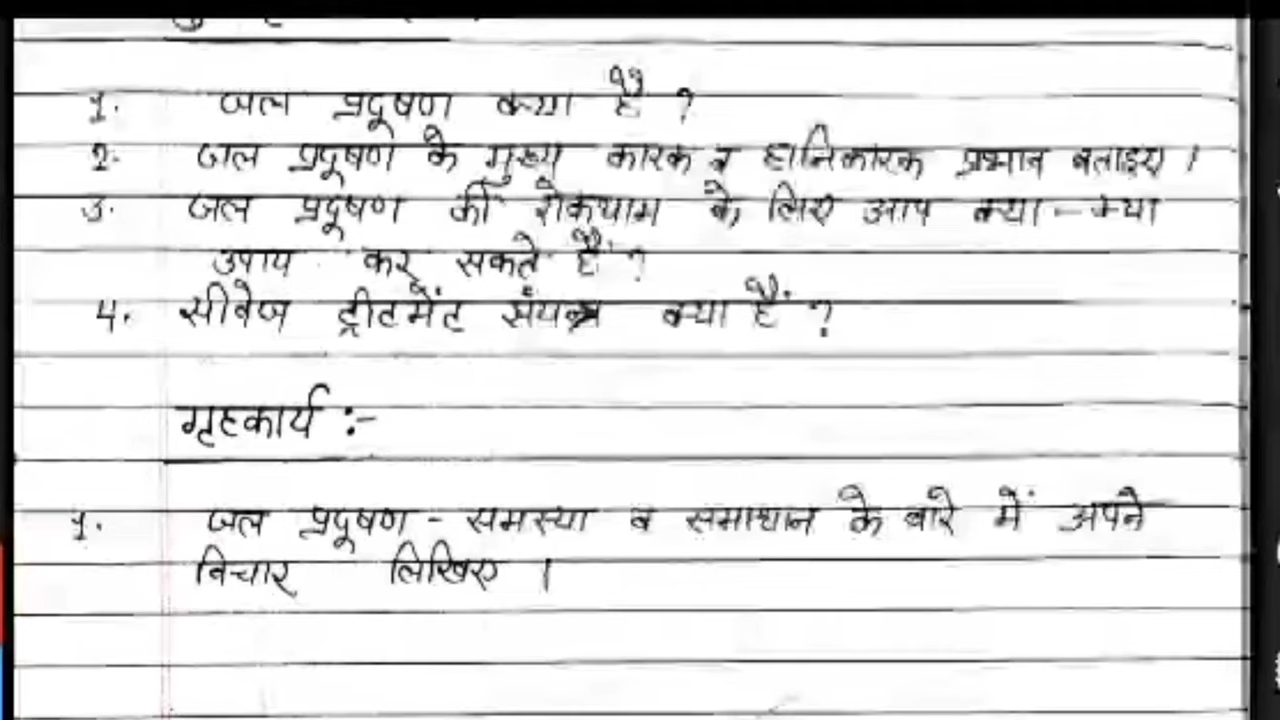 1. जल प्रदूषण क्या है ?
2. जल प्रदूषण के मुख्य कारक व हानिकारक प्रभाव बताइए ।
3. जल प्रदूषण की रोकथाम के लिए आप क्या-क्या
उपाय कर सकते हैं ?
4. सीवेज ट्रीटमेंट संयन्त्र क्या हैं ?
गृहकार्य :-
1. जल प्रदूषण - समस्या व समाधान के बारे में अपने
विचार लिखिए ।